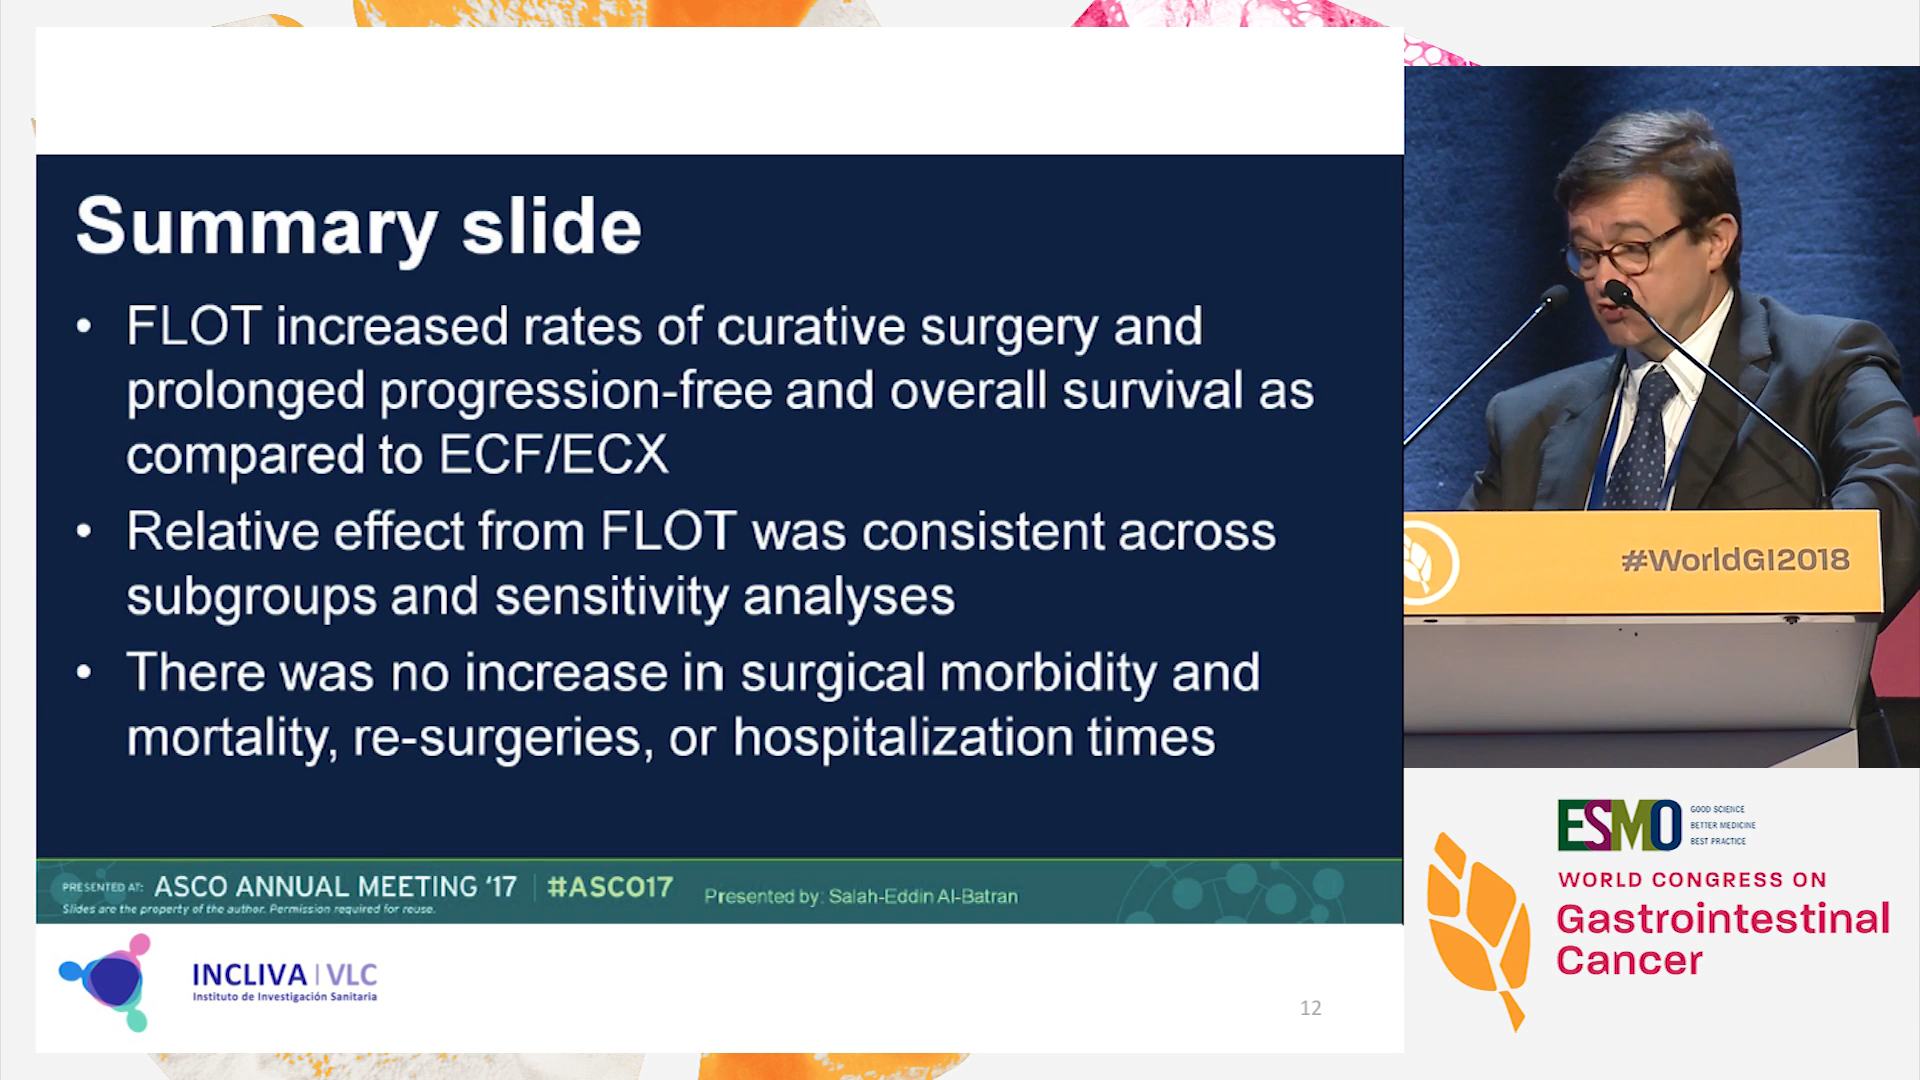 Summary slide
• FLOT increased rates of curative surgery and
prolonged progression-free and overall survival as
compared to ECF/ECX
• Relative effect from FLOT was consistent across
subgroups and sensitivity analyses
• There was no increase in surgical morbidity and
mortality, re-surgeries, or hospitalization times
PRESENTED AT: ASCO ANNUAL MEETING ‘17 | #ASCO17
Presented by: Salah-Eddin Al-Batran
Slides are the property of the author. Permission required for reuse.
INCLIVA | VLC
Instituto de Investigación Sanitaria
12
#WorldGI2018
ESMO
GOOD SCIENCE
BETTER MEDICINE
BEST PRACTICE
WORLD CONGRESS ON
Gastrointestinal
Cancer